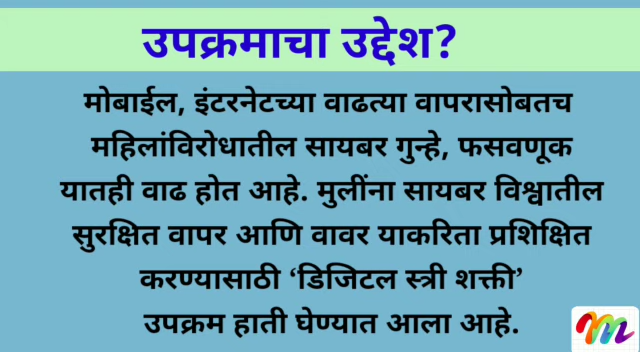 उपक्रमाचा उद्देश?
मोबाईल, इंटरनेटच्या वाढत्या वापरासोबतच
महिलांविरोधातील सायबर गुन्हे, फसवणूक
यातही वाढ होत आहे. मुलींना सायबर विश्वातील
सुरक्षित वापर आणि वावर याकरिता प्रशिक्षित
करण्यासाठी ‘डिजिटल स्त्री शक्ती’
उपक्रम हाती घेण्यात आला आहे.
m